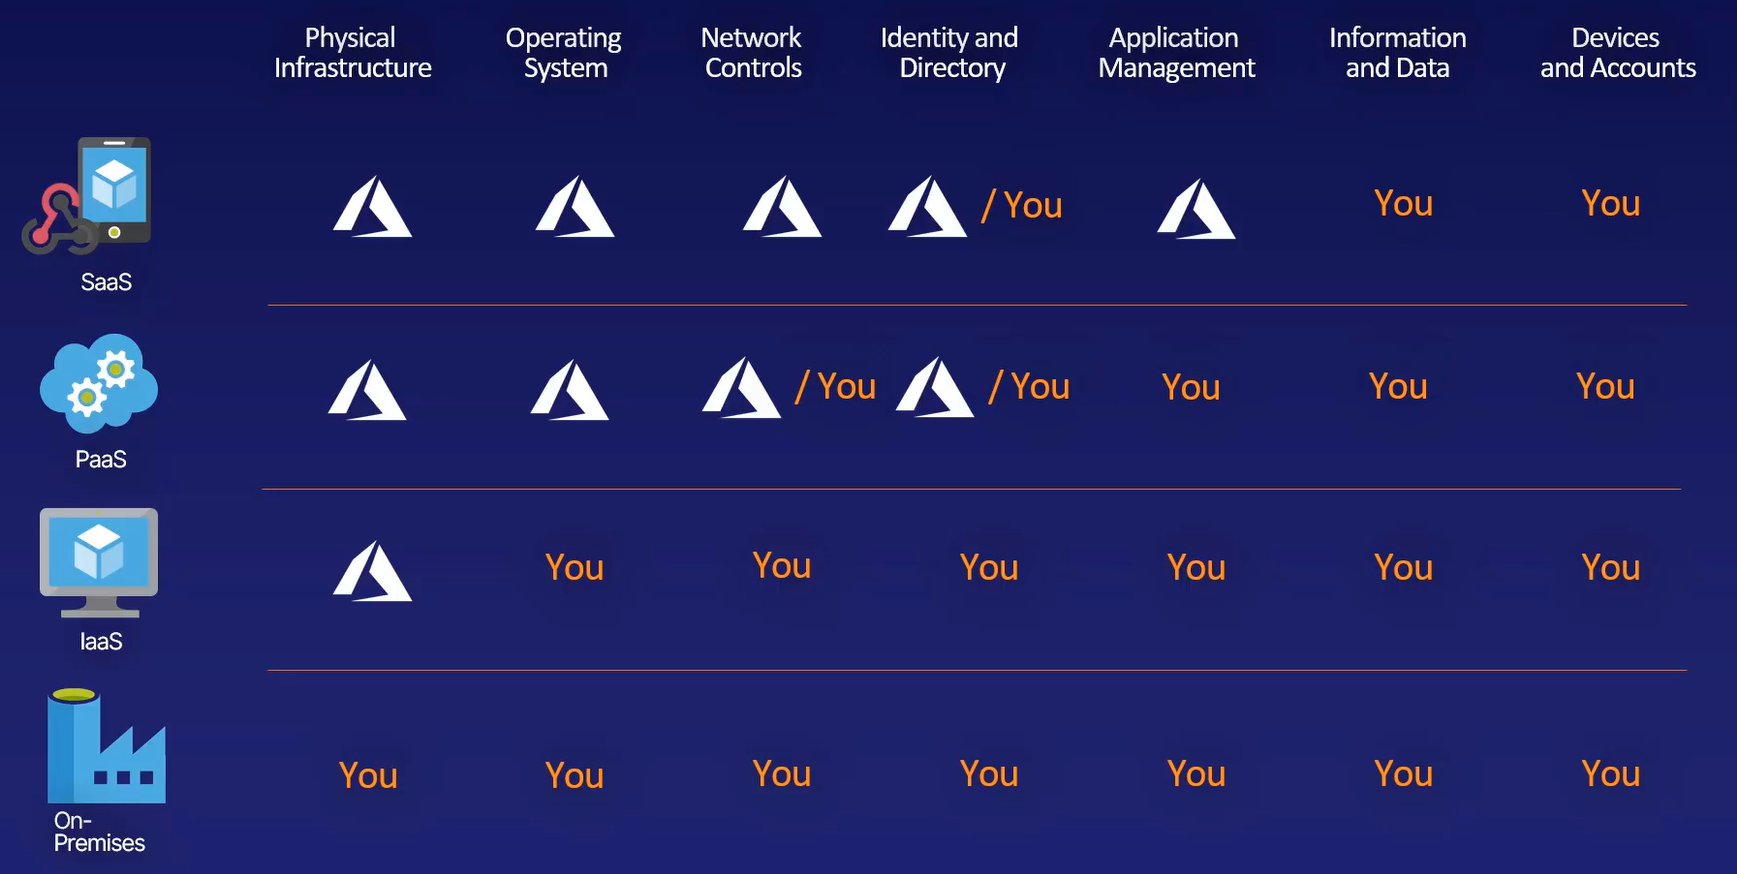 Physical
Infrastructure
Operating
System
Network
Controls
Identity and
Directory
Application
Management
Information
and Data
Devices
and Accounts
SaaS
/ You
You
You
PaaS
/ You
/ You
You
You
You
IaaS
You
You
You
You
You
You
On-
Premises
You
You
You
You
You
You
You